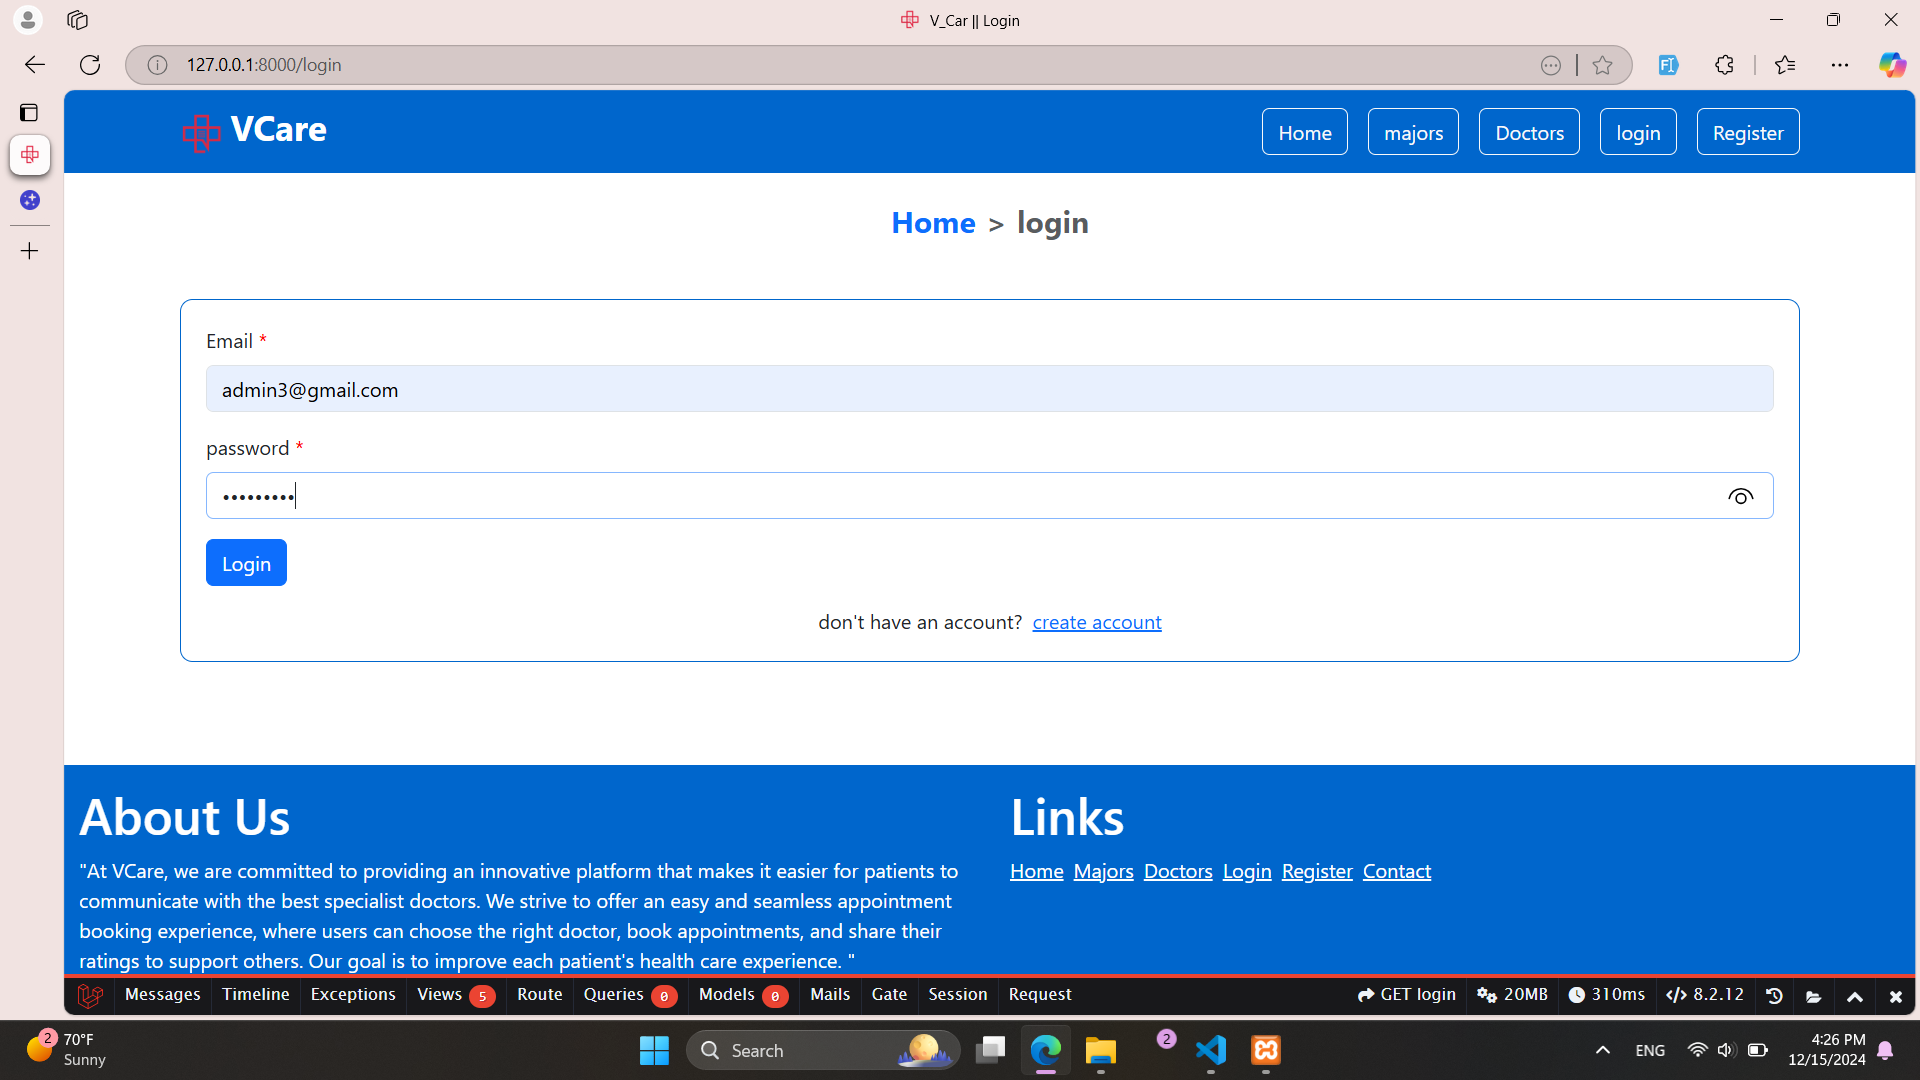 V_Car || Login
127.0.0.1:8000/login
VCare
Home majors Doctors login Register
Home > login
Email *
admin3@gmail.com
password *
Login
don't have an account? create account
About Us
"At VCare, we are committed to providing an innovative platform that makes it easier for patients to
communicate with the best specialist doctors. We strive to offer an easy and seamless appointment
booking experience, where users can choose the right doctor, book appointments, and share their
ratings to support others. Our goal is to improve each patient's health care experience. "
Links
Home Majors Doctors Login Register Contact
Messages Timeline Exceptions Views 5 Route Queries 0 Models 0 Mails Gate Session Request GET login 20MB 310ms 8.2.12
2
70°F
Sunny
Search
2
ENG
4:26 PM
12/15/2024